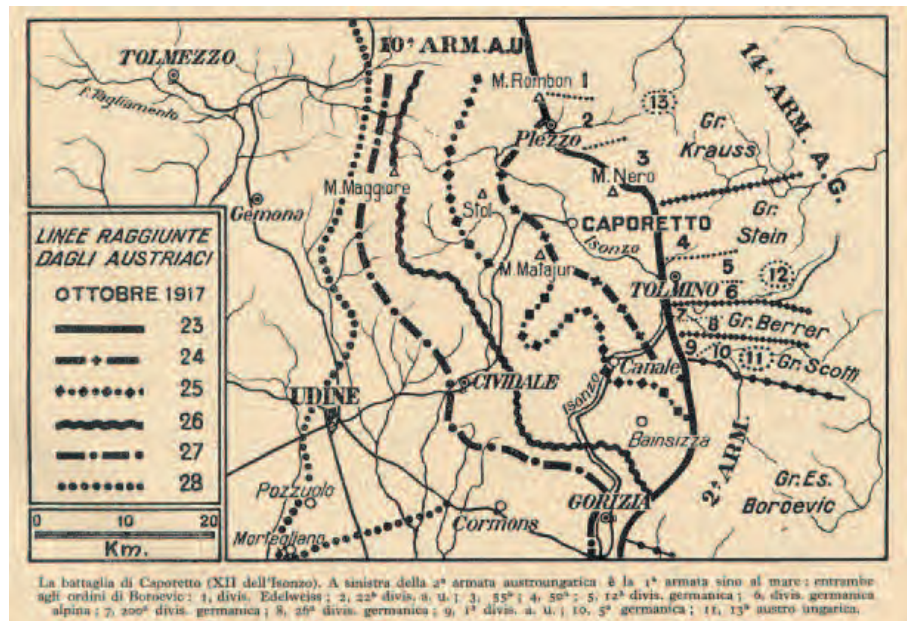 10ª ARM.A.U.
TOLMEZZO
F. Tagliamento
M. Rombon
1
2
Plezzo
13
14ª ARM. A. G.
Gr. Krauss
3
M. Nero
M. Maggiore
Stol
Gemona
CAPORETTO
Isonzo
Gr. Stein
4
M. Matajur
5
12
TOLMINO
6
7
8
Gr. Berrer
9
10
11
Gr. Scotti
Canale
CIVIDALE
UDINE
Isonzo
Bainsizza
2ª ARM.
Gr. Es. Boroevic
Pozzuolo
GORIZIA
Cormons
Mortegliano
LINEE RAGGIUNTE
DAGLI AUSTRIACI
OTTOBRE 1917
23
24
25
26
27
28
0 10 20
Km.
La battaglia di Caporetto (XII dell'Isonzo). A sinistra della 2ª armata austroungatica è la 1ª armata sino al mare; entrambe
agli ordini di Boroevic: 1, divis. Edelweiss; 2, 22ª divis. a. u.; 3, 55ª; 4, 50ª; 5, 12ª divis. germanica; 6, divis. germanica
alpina; 7, 200ª divis. germanica; 8, 26ª divis. germanica; 9, 1ª divis. a. u.; 10, 5ª germanica; 11, 13ª austro ungarica.